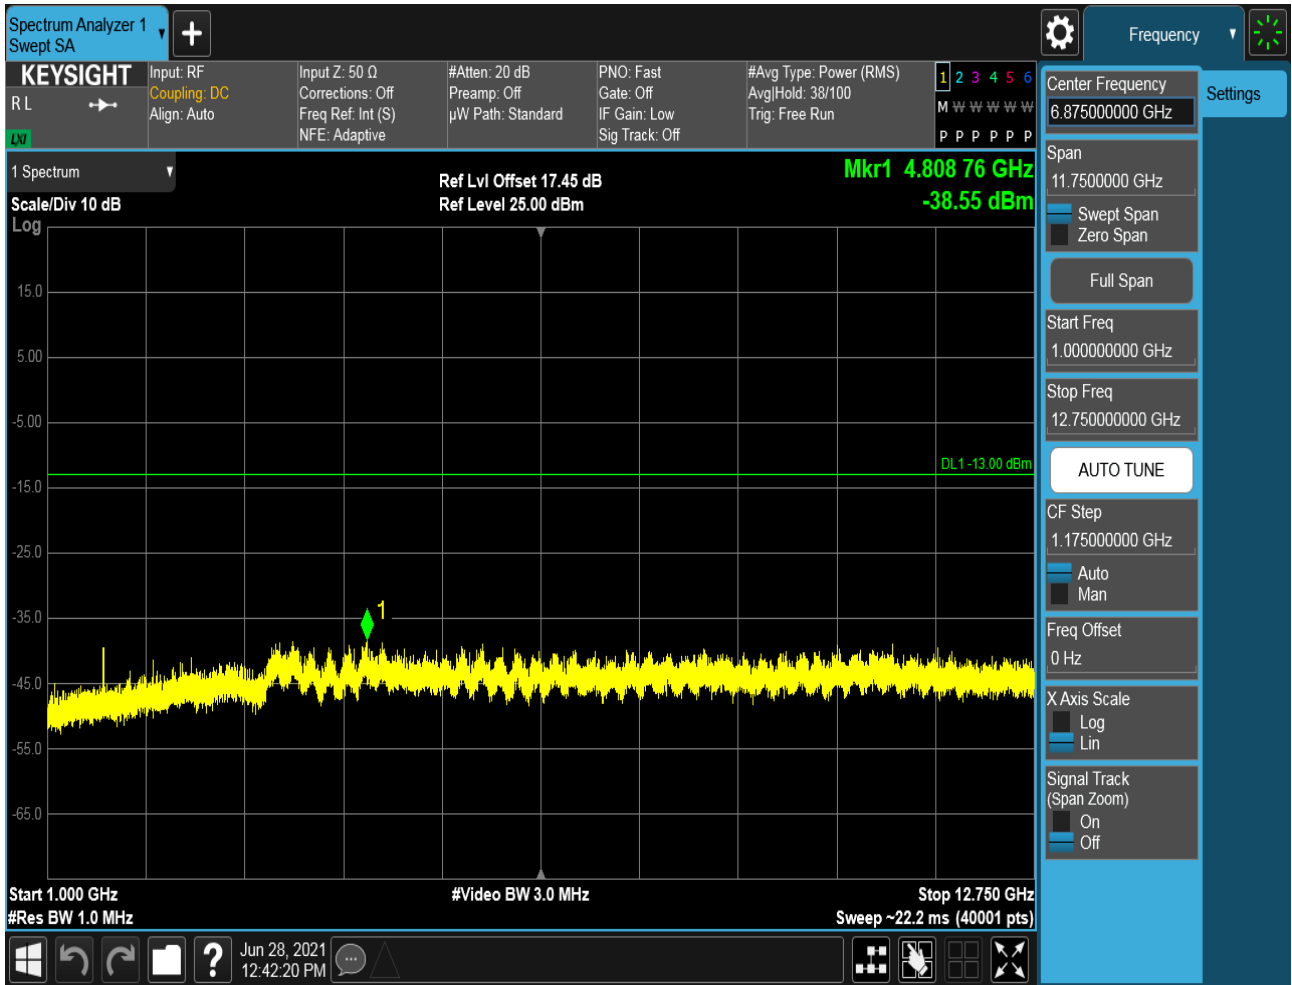 Spectrum Analyzer 1
Swept SA
+
Frequency
KEYSIGHT
R L
LXI
Input: RF
Coupling: DC
Align: Auto
Input Z: 50 Ω
Corrections: Off
Freq Ref: Int (S)
NFE: Adaptive
#Atten: 20 dB
Preamp: Off
µW Path: Standard
PNO: Fast
Gate: Off
IF Gain: Low
Sig Track: Off
#Avg Type: Power (RMS)
Avg|Hold: 38/100
Trig: Free Run
1 2 3 4 5 6
M W W W W W
P P P P P P
1 Spectrum
Scale/Div 10 dB
Log
Ref Lvl Offset 17.45 dB
Ref Level 25.00 dBm
Mkr1 4.808 76 GHz
-38.55 dBm
15.0
5.00
-5.00
-15.0
-25.0
-35.0
-45.0
-55.0
-65.0
DL1 -13.00 dBm
1
Start 1.000 GHz
#Res BW 1.0 MHz
#Video BW 3.0 MHz
Stop 12.750 GHz
Sweep ~22.2 ms (40001 pts)
Center Frequency
6.875000000 GHz
Settings
Span
11.7500000 GHz
Swept Span
Zero Span
Full Span
Start Freq
1.000000000 GHz
Stop Freq
12.750000000 GHz
AUTO TUNE
CF Step
1.175000000 GHz
Auto
Man
Freq Offset
0 Hz
X Axis Scale
Log
Lin
Signal Track
(Span Zoom)
On
Off
?
Jun 28, 2021
12:42:20 PM